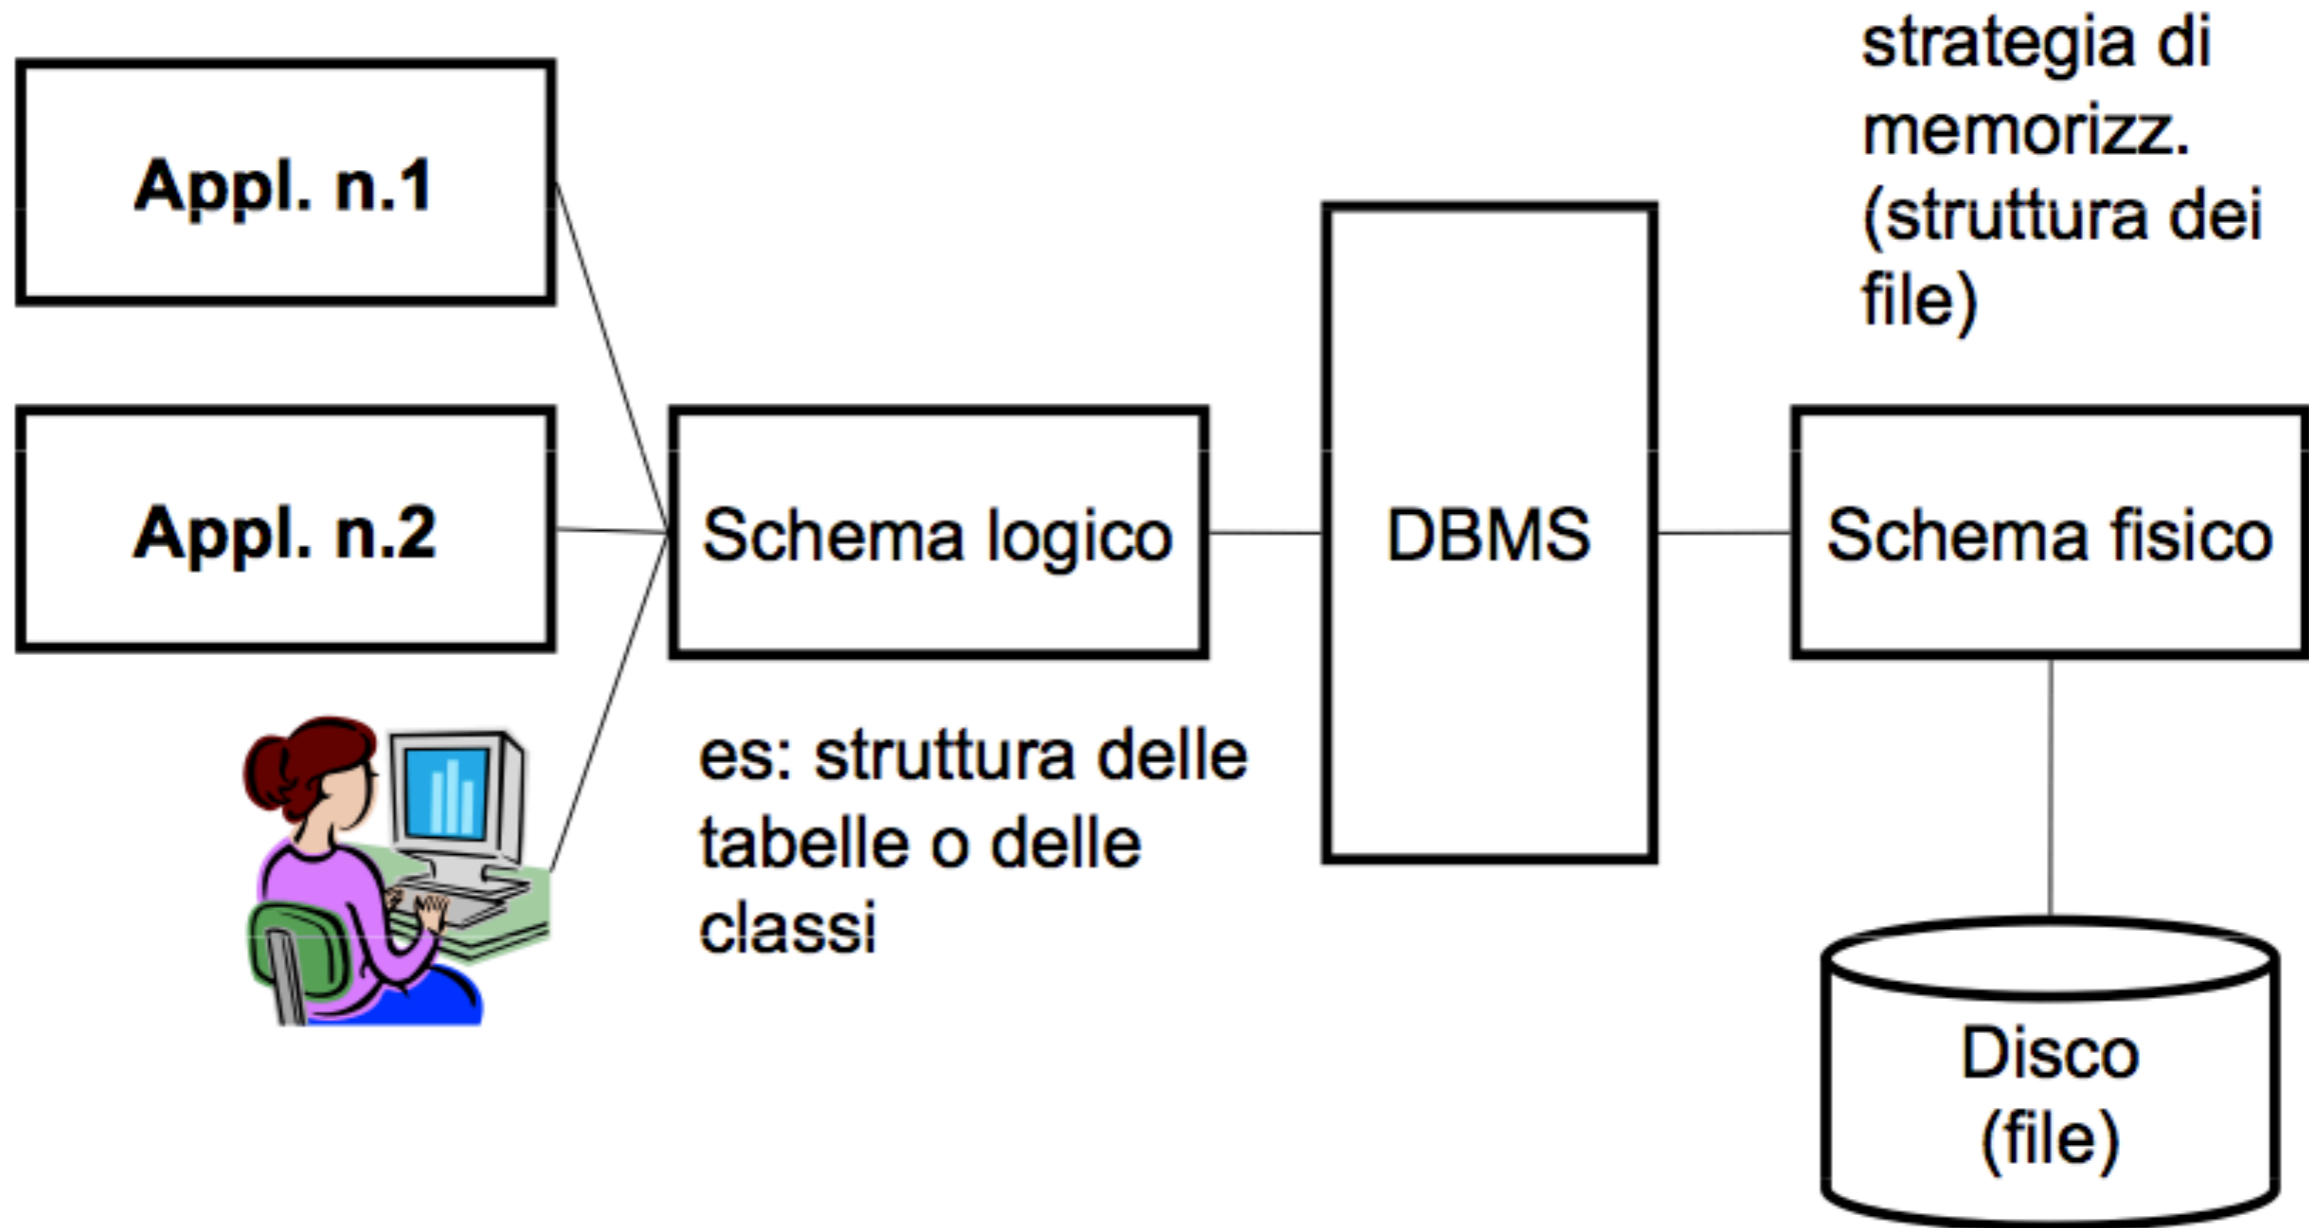 Appl. n.1
Appl. n.2
Schema logico
es: struttura delle
tabelle o delle
classi
DBMS
strategia di
memorizz.
(struttura dei
file)
Schema fisico
Disco
(file)